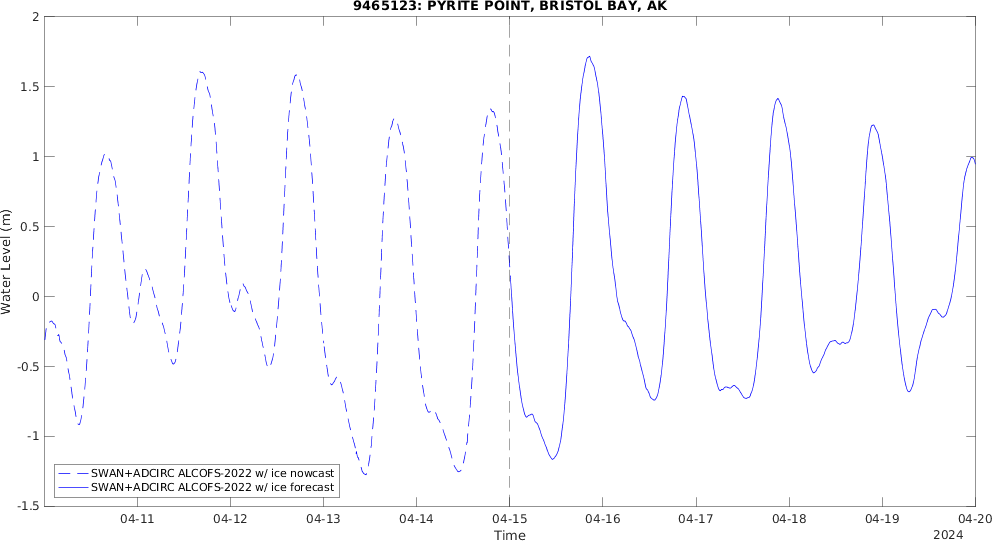 9465123: PYRITE POINT, BRISTOL BAY, AK
Water Level (m)
2
1.5
1
0.5
0
-0.5
-1
-1.5
SWAN+ADCIRC ALCOFS-2022 w/ ice nowcast
SWAN+ADCIRC ALCOFS-2022 w/ ice forecast
04-11 04-12 04-13 04-14 04-15 04-16 04-17 04-18 04-19 04-20
Time
2024